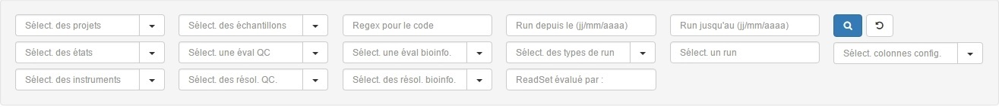 Sélect. des projets Sélect. des échantillons Regex pour le code Run depuis le (jj/mm/aaaa) Run jusqu'au (jj/mm/aaaa)
Sélect. des états Sélect. une éval QC Sélect. une éval bioinfo. Sélect. des types de run Sélect. un run Sélect. colonnes config.
Sélect. des instruments Sélect. des résol. QC. Sélect. des résol. bioinfo. ReadSet évalué par :